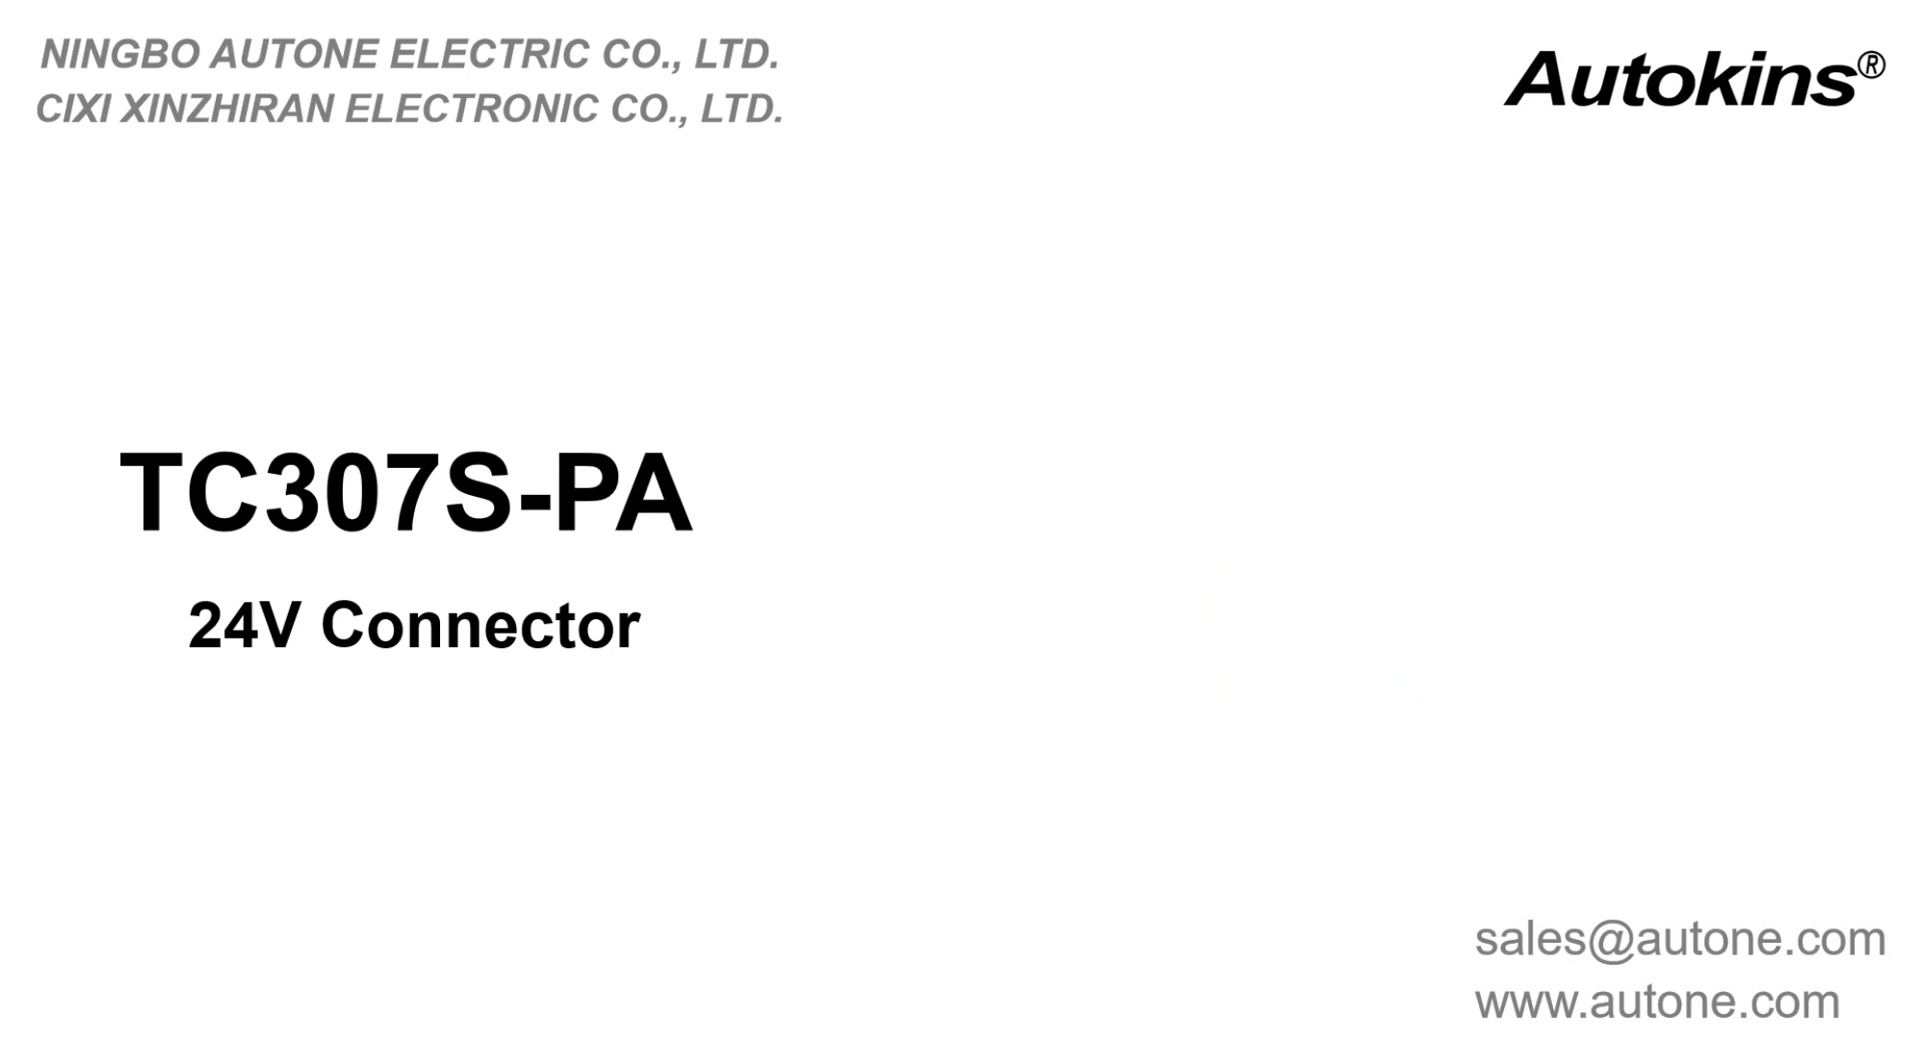 NINGBO AUTONE ELECTRIC CO., LTD.
CIXI XINZHIRAN ELECTRONIC CO., LTD.
Autokins®
TC307S-PA
24V Connector
sales@autone.com
www.autone.com